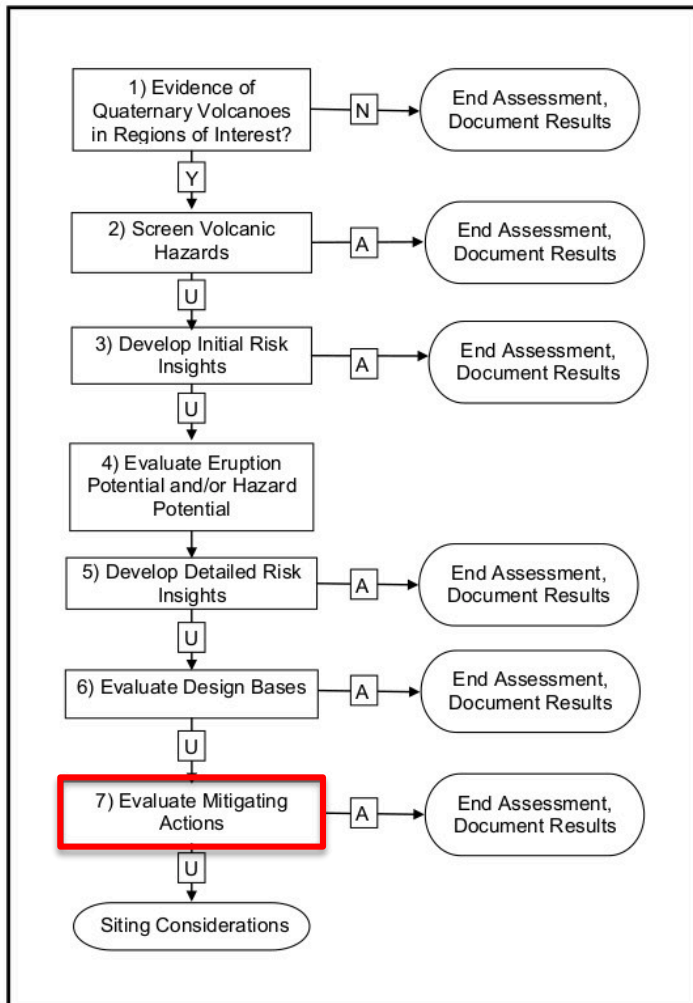 1) Evidence of
Quaternary Volcanoes
in Regions of Interest?
N
End Assessment,
Document Results
Y
2) Screen Volcanic
Hazards
A
End Assessment,
Document Results
U
3) Develop Initial Risk
Insights
A
End Assessment,
Document Results
U
4) Evaluate Eruption
Potential and/or Hazard
Potential
5) Develop Detailed Risk
Insights
A
End Assessment,
Document Results
U
6) Evaluate Design Bases
A
End Assessment,
Document Results
U
7) Evaluate Mitigating
Actions
A
End Assessment,
Document Results
U
Siting Considerations